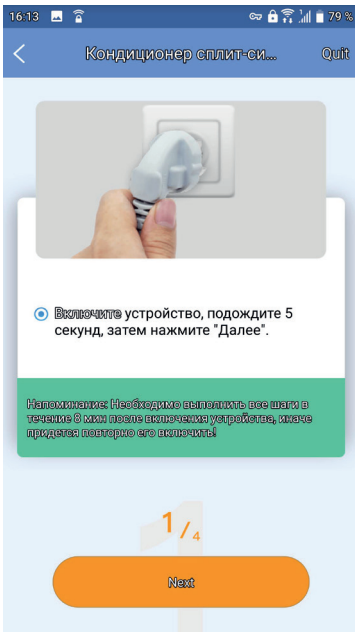 16:13 79 %
Кондиционер сплит-си... Quit
Включите устройство, подождите 5
секунд, затем нажмите "Далее".
Напоминание: Необходимо выполнить все шаги в
течение 8 мин после включения устройства, иначе
придется повторно его включить!
1/4
Next